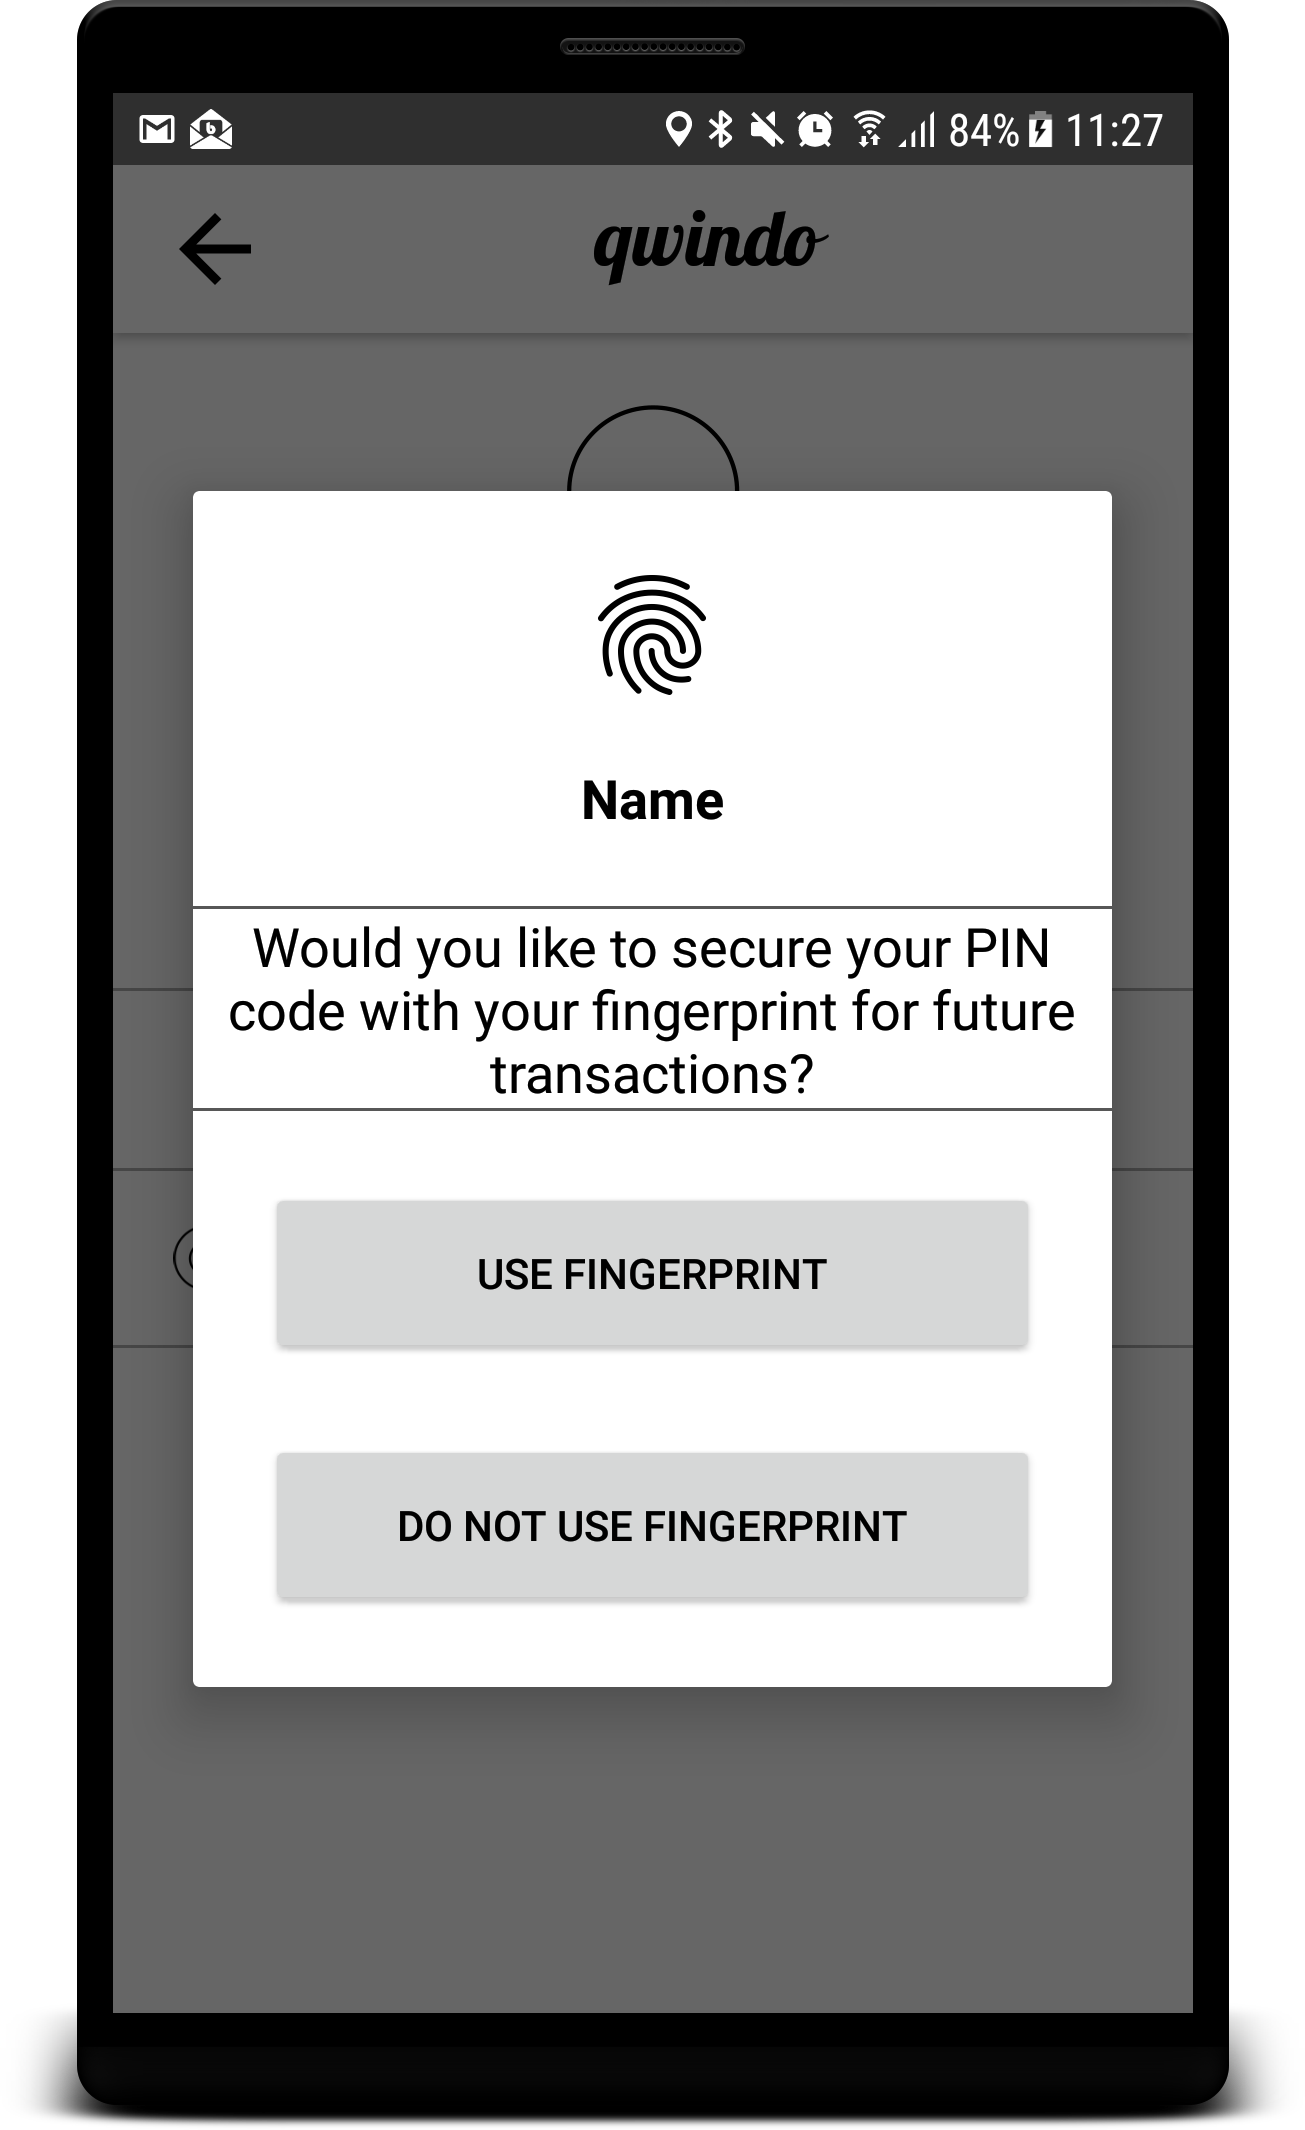 84% 11:27
qwindo
Name
Would you like to secure your PIN
code with your fingerprint for future
transactions?
USE FINGERPRINT
DO NOT USE FINGERPRINT